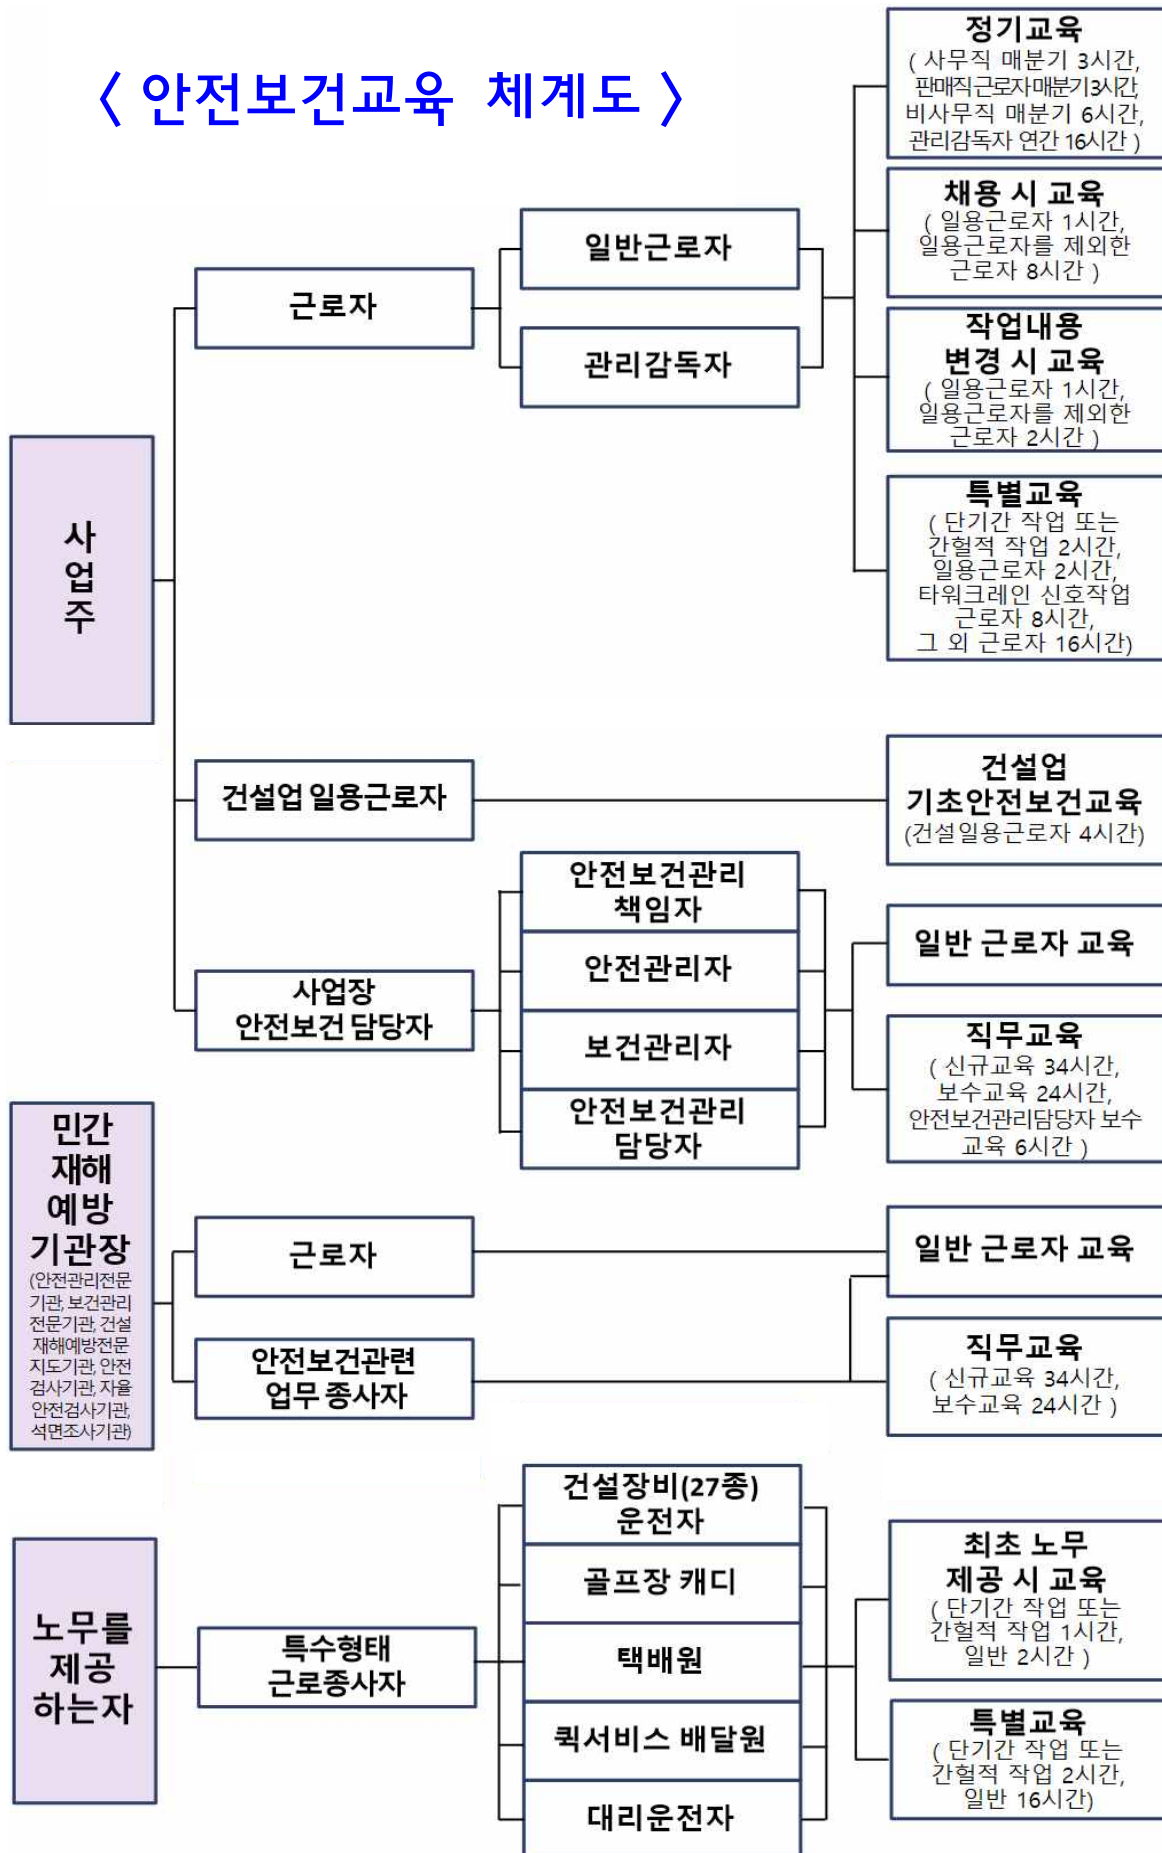 < 안전보건교육 체계도 >
정기교육
( 사무직 매분기 3시간,
판매직근로자매분기3시간,
비사무직 매분기 6시간,
관리감독자 연간 16시간 )
채용 시 교육
( 일용근로자 1시간,
일용근로자를 제외한
근로자 8시간 )
일반근로자
근로자
관리감독자
작업내용
변경 시 교육
( 일용근로자 1시간,
일용근로자를 제외한
근로자 2시간 )
사
업
주
특별교육
( 단기간 작업 또는
간헐적 작업 2시간,
일용근로자 2시간,
타워크레인 신호작업
근로자 8시간,
그 외 근로자 16시간)
건설업 일용근로자
건설업
기초안전보건교육
(건설일용근로자 4시간)
사업장
안전보건 담당자
안전보건관리
책임자
안전관리자
보건관리자
안전보건관리
담당자
일반 근로자 교육
직무교육
( 신규교육 34시간,
보수교육 24시간,
안전보건관리담당자 보수
교육 6시간 )
민간
재해
예방
기관장
(안전관리전문
기관, 보건관리
전문기관, 건설
재해예방전문
지도기관, 안전
검사기관, 자율
안전검사기관,
석면조사기관)
근로자
일반 근로자 교육
안전보건관련
업무 종사자
직무교육
( 신규교육 34시간,
보수교육 24시간 )
노무를
제공
하는자
특수형태
근로종사자
건설장비(27종)
운전자
골프장 캐디
택배원
퀵서비스 배달원
대리운전자
최초 노무
제공 시 교육
( 단기간 작업 또는
간헐적 작업 1시간,
일반 2시간 )
특별교육
( 단기간 작업 또는
간헐적 작업 2시간,
일반 16시간)